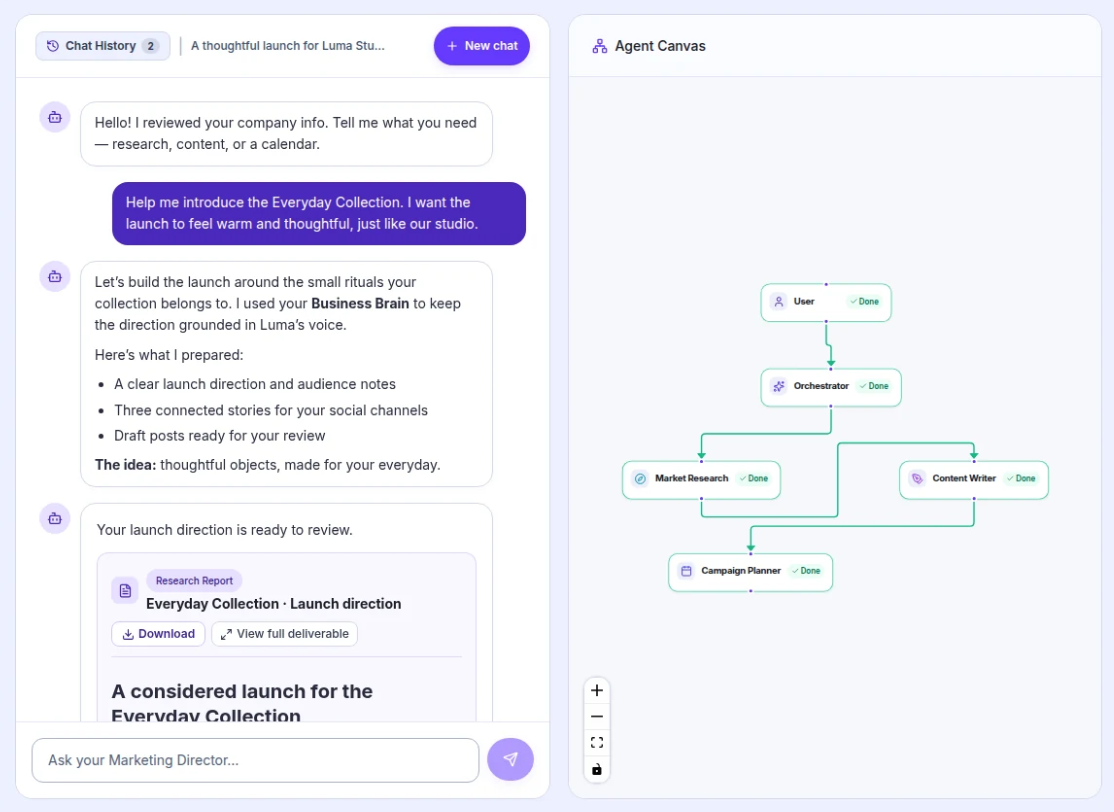 Chat History 2
A thoughtful launch for Luma Stu...
New chat
Hello! I reviewed your company info. Tell me what you need
— research, content, or a calendar.
Help me introduce the Everyday Collection. I want the
launch to feel warm and thoughtful, just like our studio.
Let’s build the launch around the small rituals your
collection belongs to. I used your Business Brain to keep
the direction grounded in Luma’s voice.
Here’s what I prepared:
• A clear launch direction and audience notes
• Three connected stories for your social channels
• Draft posts ready for your review
The idea: thoughtful objects, made for your everyday.
Your launch direction is ready to review.
Research Report
Everyday Collection · Launch direction
Download
View full deliverable
A considered launch for the
Everyday Collection
Ask your Marketing Director...
Agent Canvas
User
Done
Orchestrator
Done
Market Research
Done
Content Writer
Done
Campaign Planner
Done